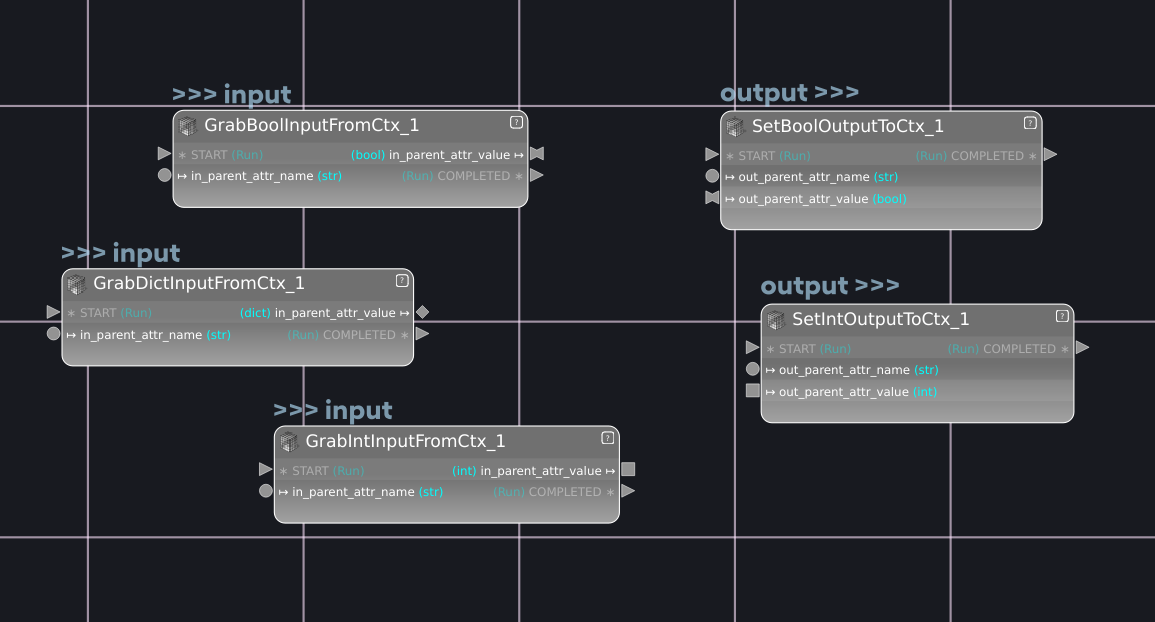 >>> input
GrabBoolInputFromCtx_1 ?
∗ START (Run) (bool) in_parent_attr_value ↦
↦ in_parent_attr_name (str) (Run) COMPLETED ∗
output >>>
SetBoolOutputToCtx_1 ?
∗ START (Run) (Run) COMPLETED ∗
↦ out_parent_attr_name (str)
↦ out_parent_attr_value (bool)
>>> input
GrabDictInputFromCtx_1 ?
∗ START (Run) (dict) in_parent_attr_value ↦
↦ in_parent_attr_name (str) (Run) COMPLETED ∗
output >>>
SetIntOutputToCtx_1 ?
∗ START (Run) (Run) COMPLETED ∗
↦ out_parent_attr_name (str)
↦ out_parent_attr_value (int)
>>> input
GrabIntInputFromCtx_1 ?
∗ START (Run) (int) in_parent_attr_value ↦
↦ in_parent_attr_name (str) (Run) COMPLETED ∗